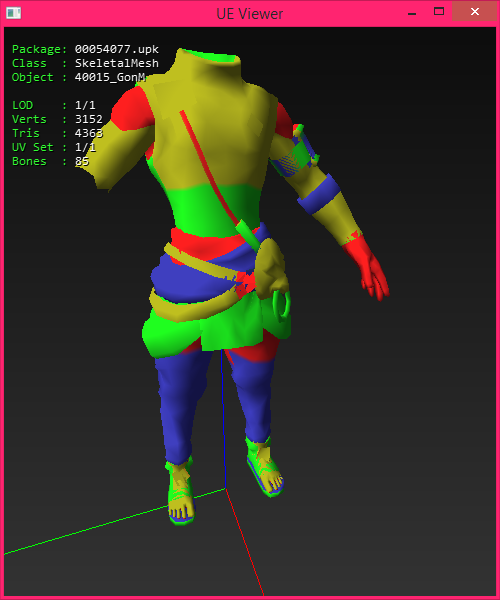 UE Viewer
Package: 00054077.upk
Class : SkeletalMesh
Object : 40015_GonM
LOD : 1/1
Verts : 3152
Tris : 4363
UV Set : 1/1
Bones : 86